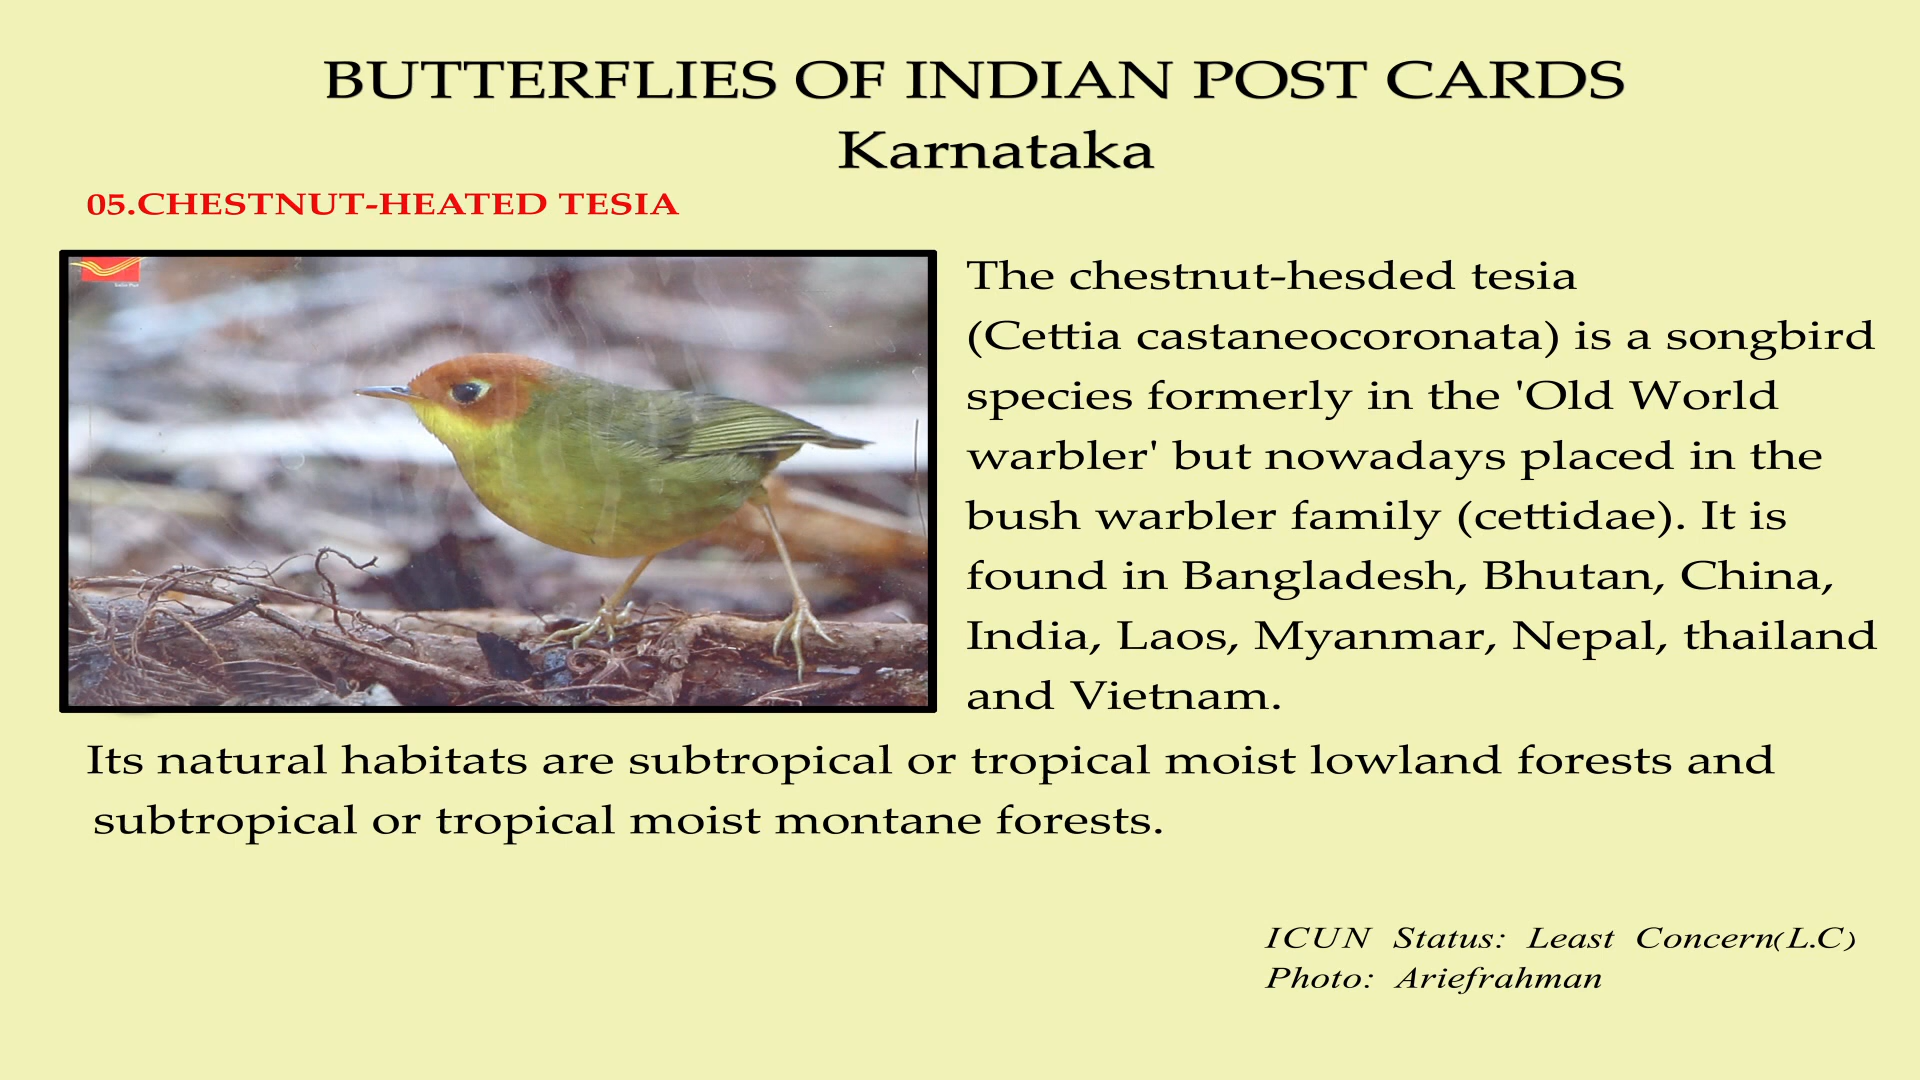 BUTTERFLIES OF INDIAN POST CARDS
Karnataka
05.CHESTNUT-HEATED TESIA
The chestnut-hesded tesia
(Cettia castaneocoronata) is a songbird
species formerly in the 'Old World
warbler' but nowadays placed in the
bush warbler family (cettidae). It is
found in Bangladesh, Bhutan, China,
India, Laos, Myanmar, Nepal, thailand
and Vietnam.
Its natural habitats are subtropical or tropical moist lowland forests and
subtropical or tropical moist montane forests.
ICUN Status: Least Concern(L.C)
Photo: Ariefrahman